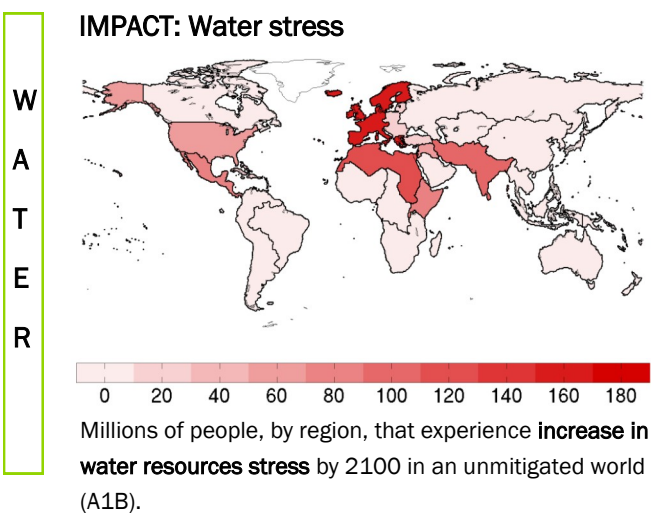 IMPACT: Water stress
W
A
T
E
R
0 20 40 60 80 100 120 140 160 180
Millions of people, by region, that experience increase in
water resources stress by 2100 in an unmitigated world
(A1B).